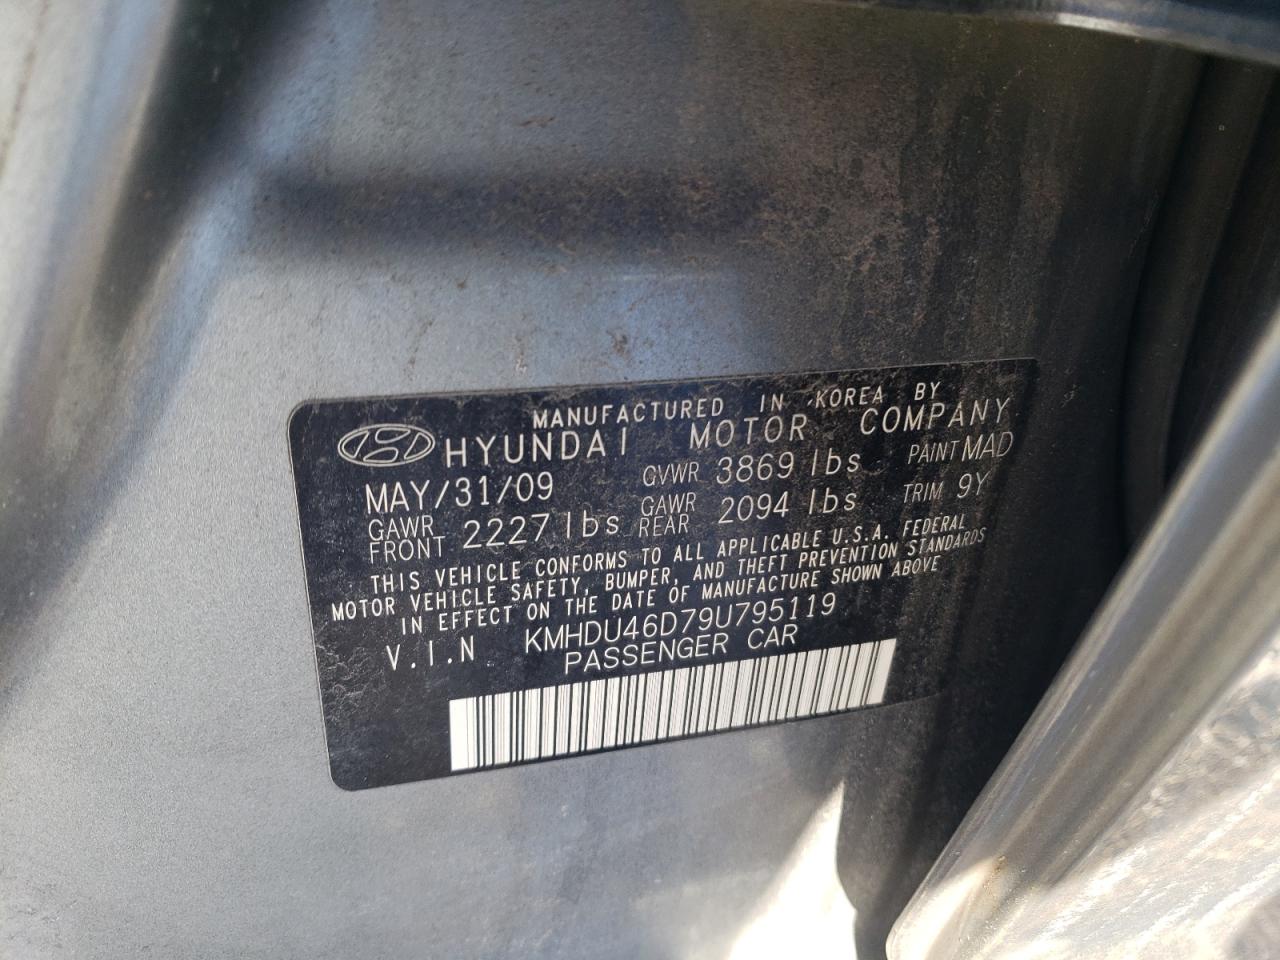 MANUFACTURED IN KOREA BY
HYUNDAI MOTOR COMPANY
MAY/31/09 GVWR 3869 lbs PAINT MAD
GAWR FRONT 2227 lbs GAWR REAR 2094 lbs TRIM 9Y
THIS VEHICLE CONFORMS TO ALL APPLICABLE U.S.A. FEDERAL
MOTOR VEHICLE SAFETY, BUMPER, AND THEFT PREVENTION STANDARDS
IN EFFECT ON THE DATE OF MANUFACTURE SHOWN ABOVE
V.I.N KMHDU46D79U795119
PASSENGER CAR